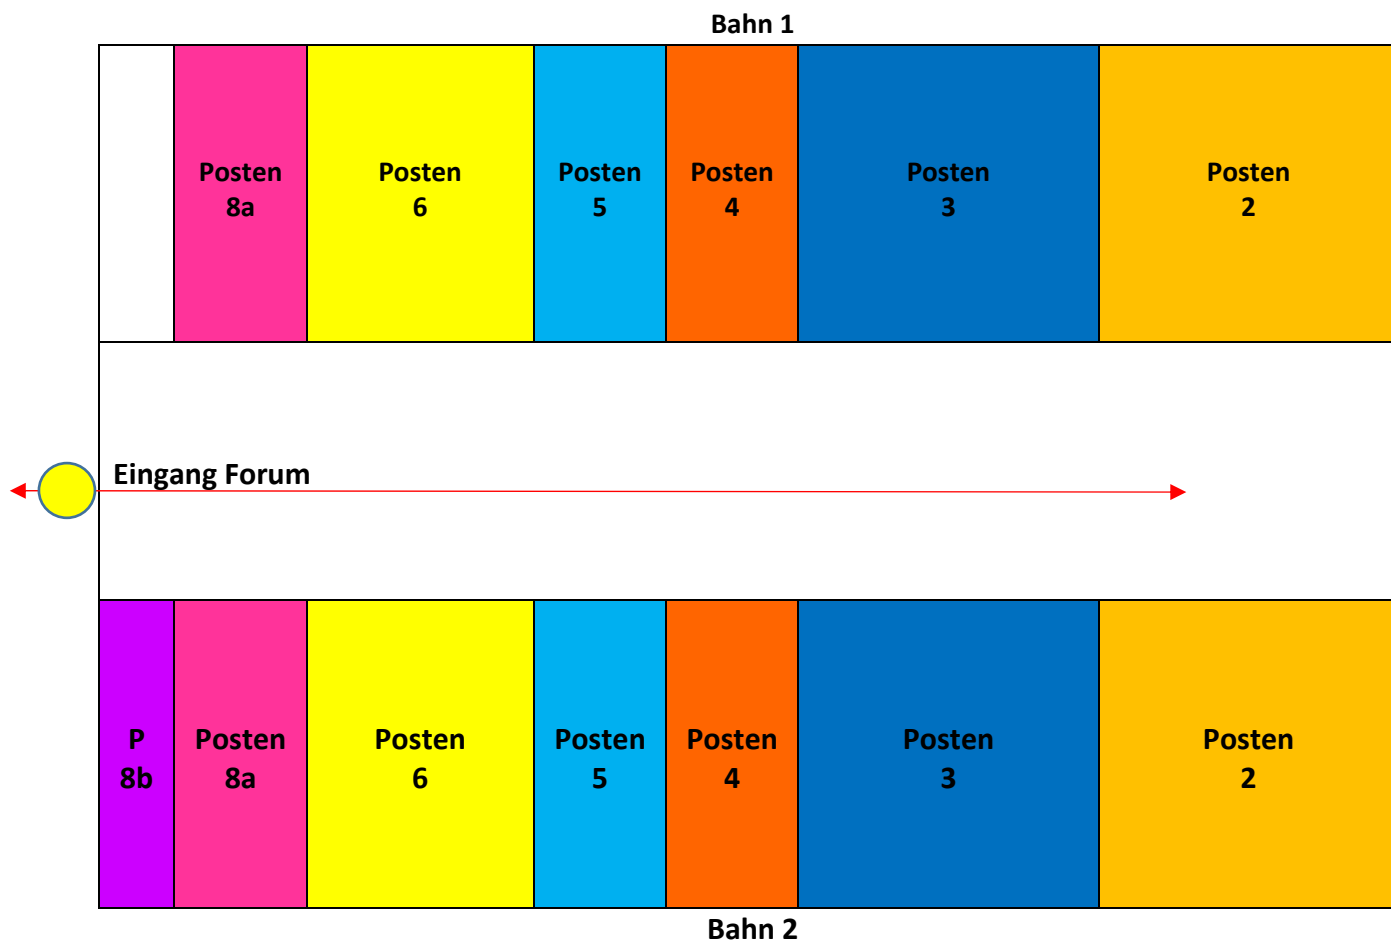 Bahn 1
Posten
8a
Posten
6
Posten
5
Posten
4
Posten
3
Posten
2
Eingang Forum
P
8b
Posten
8a
Posten
6
Posten
5
Posten
4
Posten
3
Posten
2
Bahn 2